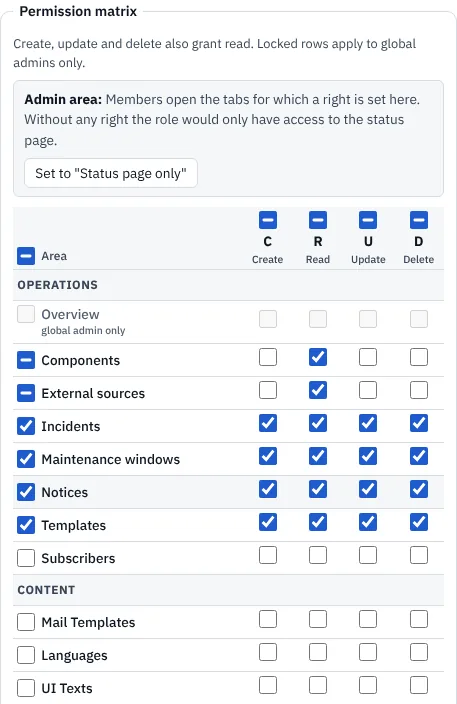 Permission matrix
Create, update and delete also grant read. Locked rows apply to global
admins only.
Admin area: Members open the tabs for which a right is set here.
Without any right the role would only have access to the status
page.
Set to "Status page only"
Area
C R U D
Create Read Update Delete
OPERATIONS
Overview
global admin only
Components
External sources
Incidents
Maintenance windows
Notices
Templates
Subscribers
CONTENT
Mail Templates
Languages
UI Texts